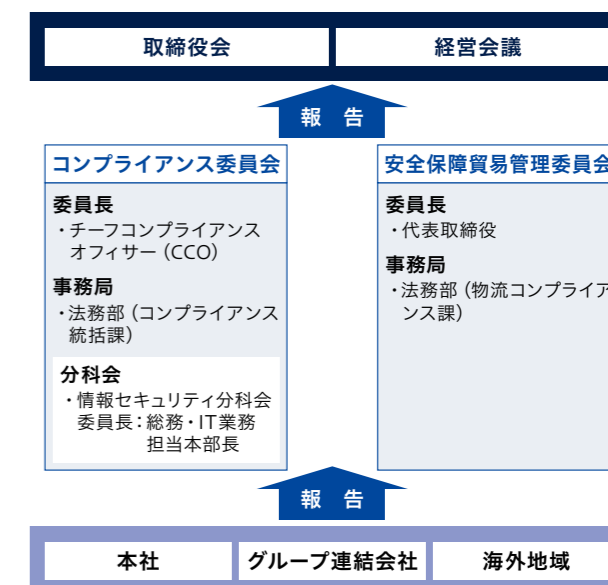 取締役会
経営会議
報 告
コンプライアンス委員会
委員長
・チーフコンプライアンス
オフィサー(CCO)
事務局
・法務部(コンプライアンス
統括課)
分科会
・情報セキュリティ分科会
委員長:総務・IT業務
担当本部長
安全保障貿易管理委員会
委員長
・代表取締役
事務局
・法務部(物流コンプライア
ンス課)
報 告
本社
グループ連結会社
海外地域